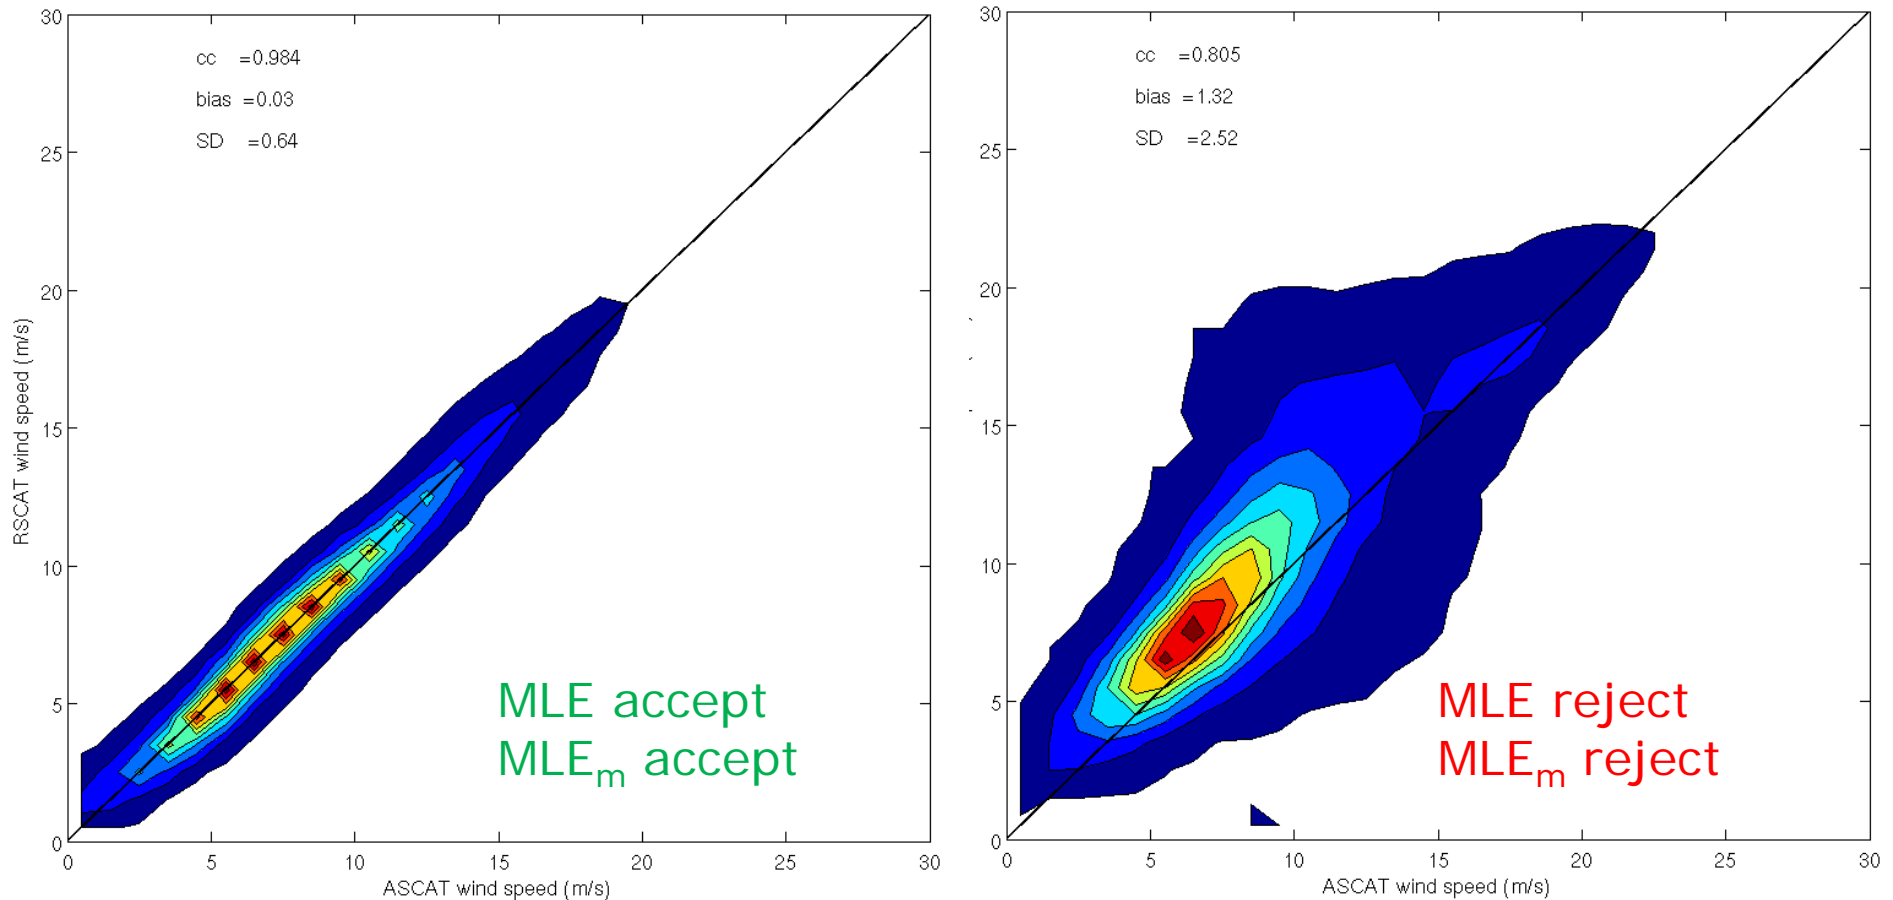 30
25
20
15
10
5
0
RSCAT wind speed (m/s)
cc =0.984
bias =0.03
SD =0.64
MLE accept
MLEm accept
0 5 10 15 20 25 30
ASCAT wind speed (m/s)
30
25
20
15
10
5
0
cc =0.805
bias =1.32
SD =2.52
MLE reject
MLEm reject
0 5 10 15 20 25 30
ASCAT wind speed (m/s)